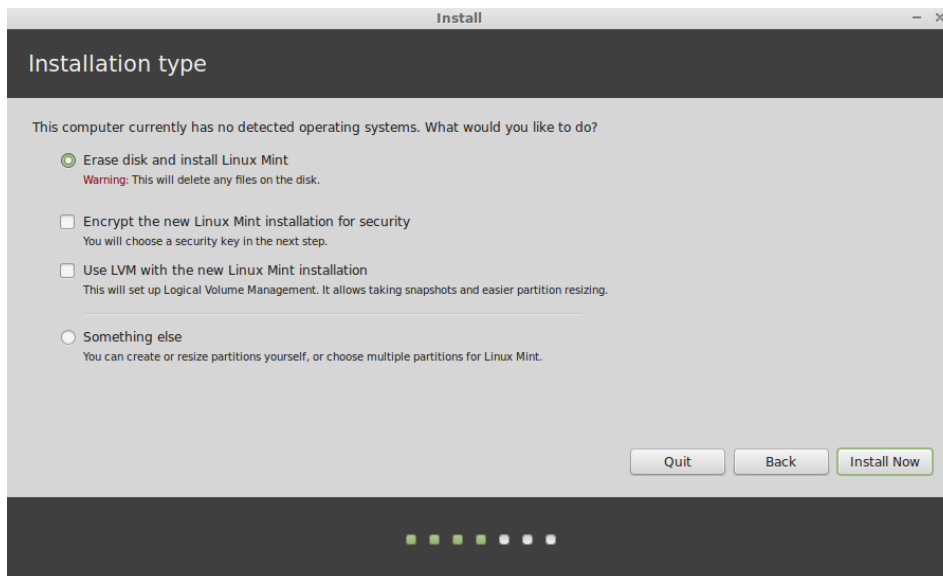 Install
Installation type
This computer currently has no detected operating systems. What would you like to do?
Erase disk and install Linux Mint
Warning: This will delete any files on the disk.
Encrypt the new Linux Mint installation for security
You will choose a security key in the next step.
Use LVM with the new Linux Mint installation
This will set up Logical Volume Management. It allows taking snapshots and easier partition resizing.
Something else
You can create or resize partitions yourself, or choose multiple partitions for Linux Mint.
Quit Back Install Now